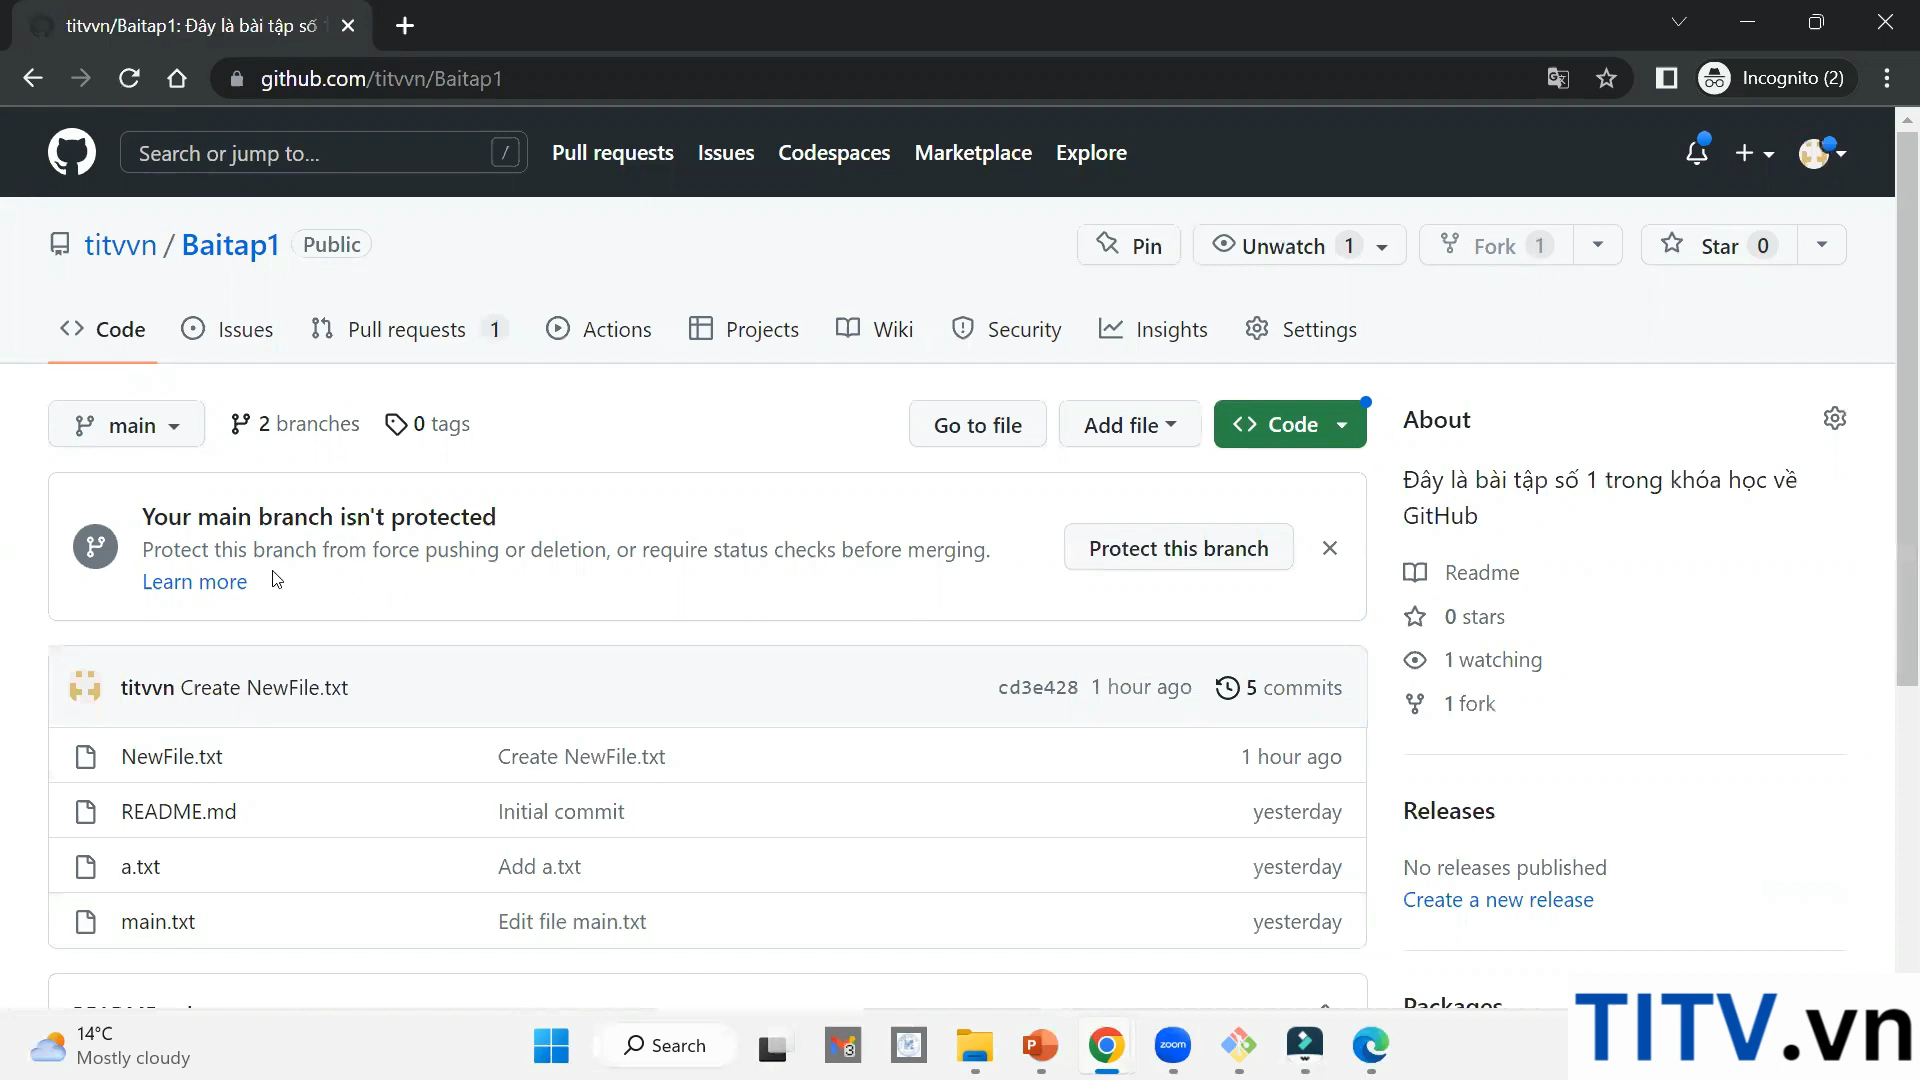 titvvn/Baitap1: Đây là bài tập số
github.com/titvvn/Baitap1
Incognito (2)
Search or jump to... /
Pull requests Issues Codespaces Marketplace Explore
titvvn / Baitap1 Public
Pin Unwatch 1 Fork 1 Star 0
Code Issues Pull requests 1 Actions Projects Wiki Security Insights Settings
main 2 branches 0 tags Go to file Add file Code
About
Đây là bài tập số 1 trong khóa học về
GitHub
Your main branch isn't protected
Protect this branch from force pushing or deletion, or require status checks before merging.
Learn more
Protect this branch
Readme
0 stars
1 watching
1 fork
titvvn Create NewFile.txt cd3e428 1 hour ago 5 commits
NewFile.txt Create NewFile.txt 1 hour ago
README.md Initial commit yesterday
a.txt Add a.txt yesterday
main.txt Edit file main.txt yesterday
Releases
No releases published
Create a new release
Packages
14°C
Mostly cloudy
Search
3
zoom
TITV.vn